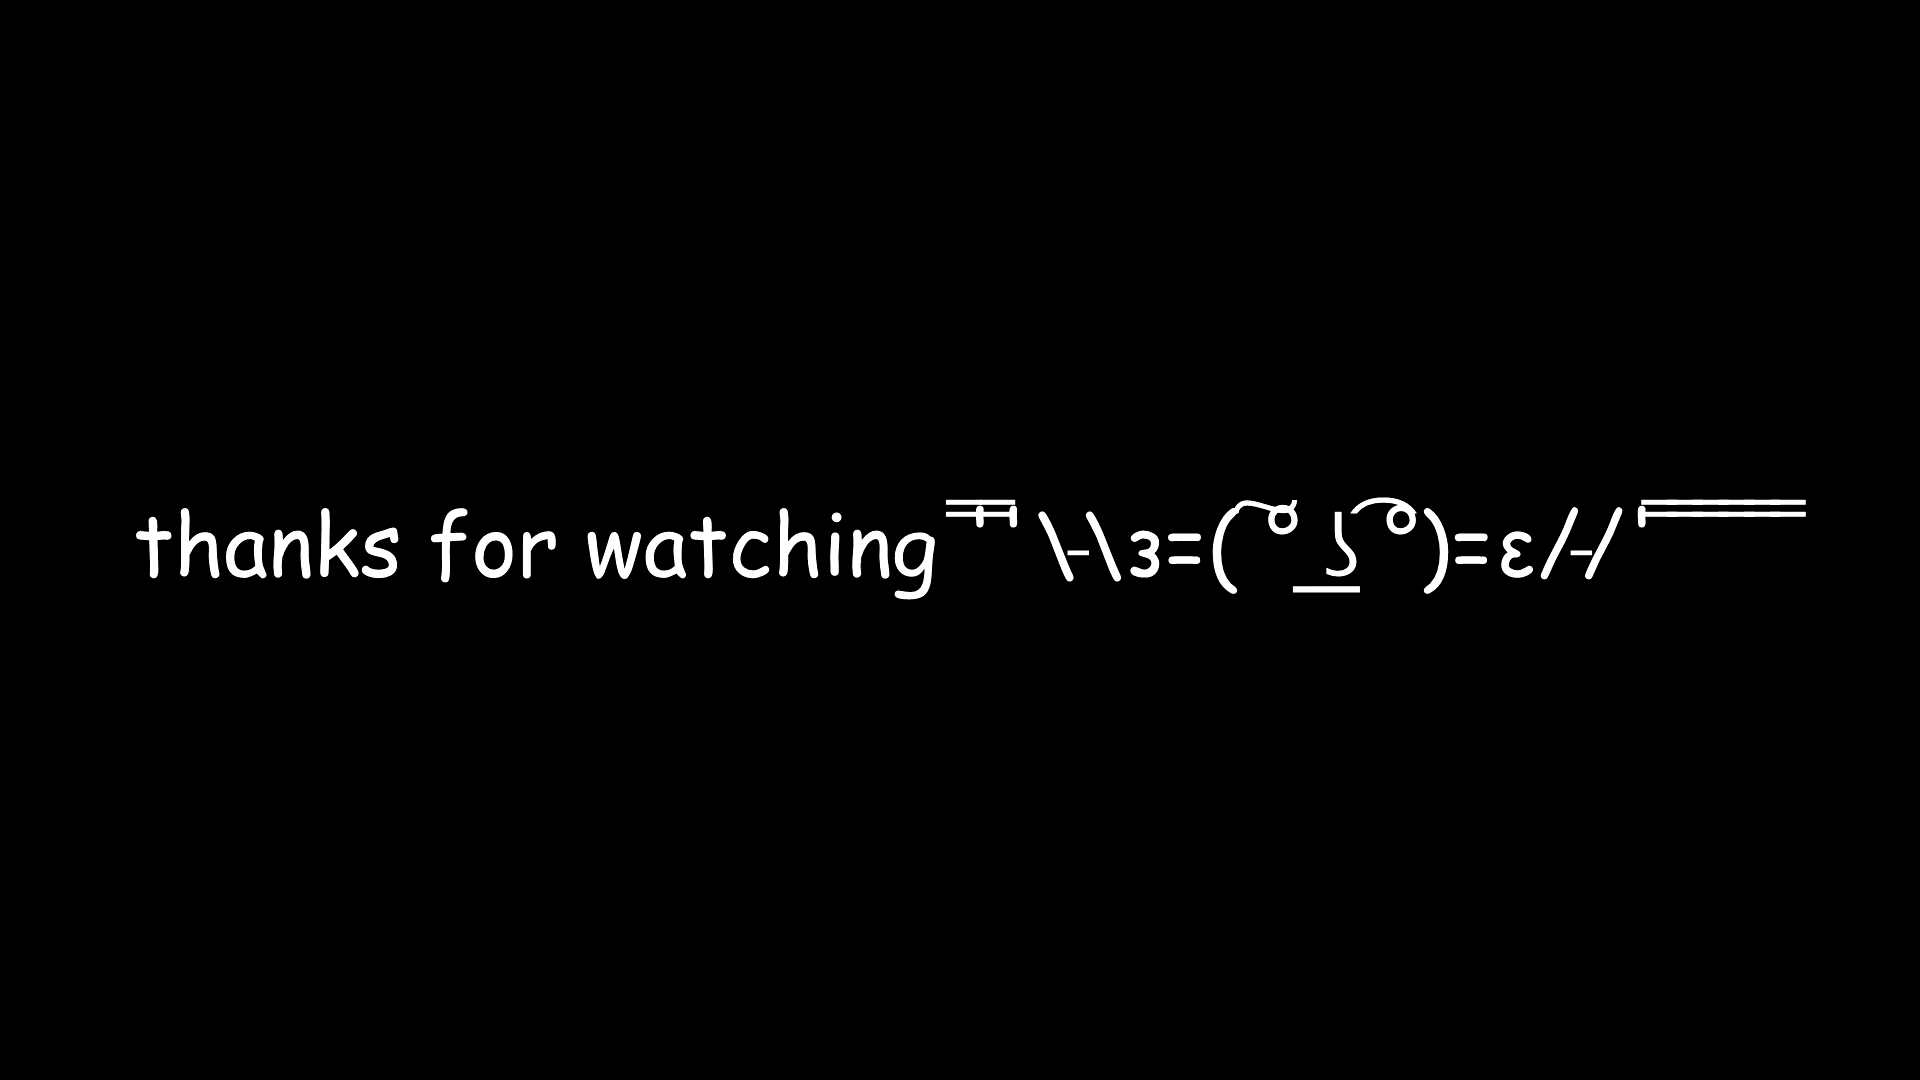 thanks for watching ̿̿ ̿̿ ̿'̿'\̵͇̿̿\з=( ͠° ͟ʖ ͡°)=ε/̵͇̿̿/'̿̿ ̿ ̿ ̿ ̿ ̿